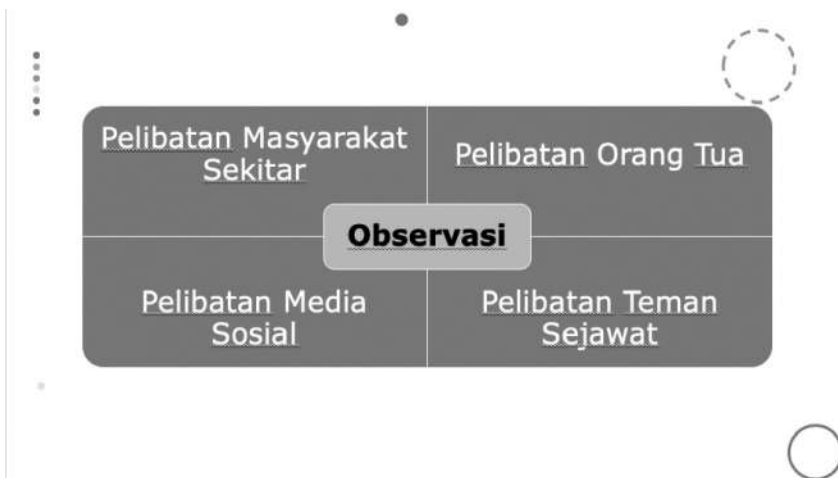 Pelibatan Masyarakat
Sekitar
Pelibatan Orang Tua
Observasi
Pelibatan Media
Sosial
Pelibatan Teman
Sejawat